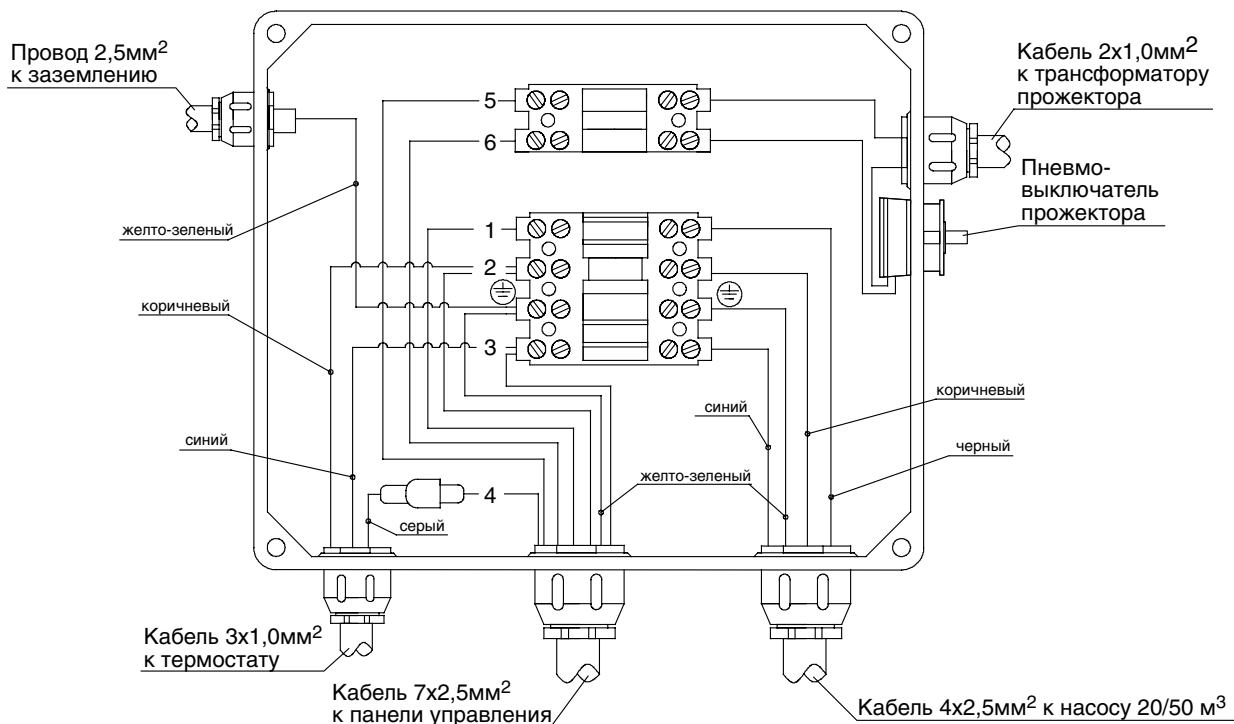 Провод 2,5мм²
к заземлению
Кабель 2х1,0мм²
к трансформатору
прожектора
Пневмо-
выключатель
прожектора
5
6
желто-зеленый
1
2
коричневый
3
коричневый
синий
синий
черный
желто-зеленый
4
серый
Кабель 3х1,0мм²
к термостату
Кабель 7х2,5мм²
к панели управления
Кабель 4х2,5мм² к насосу 20/50 м³